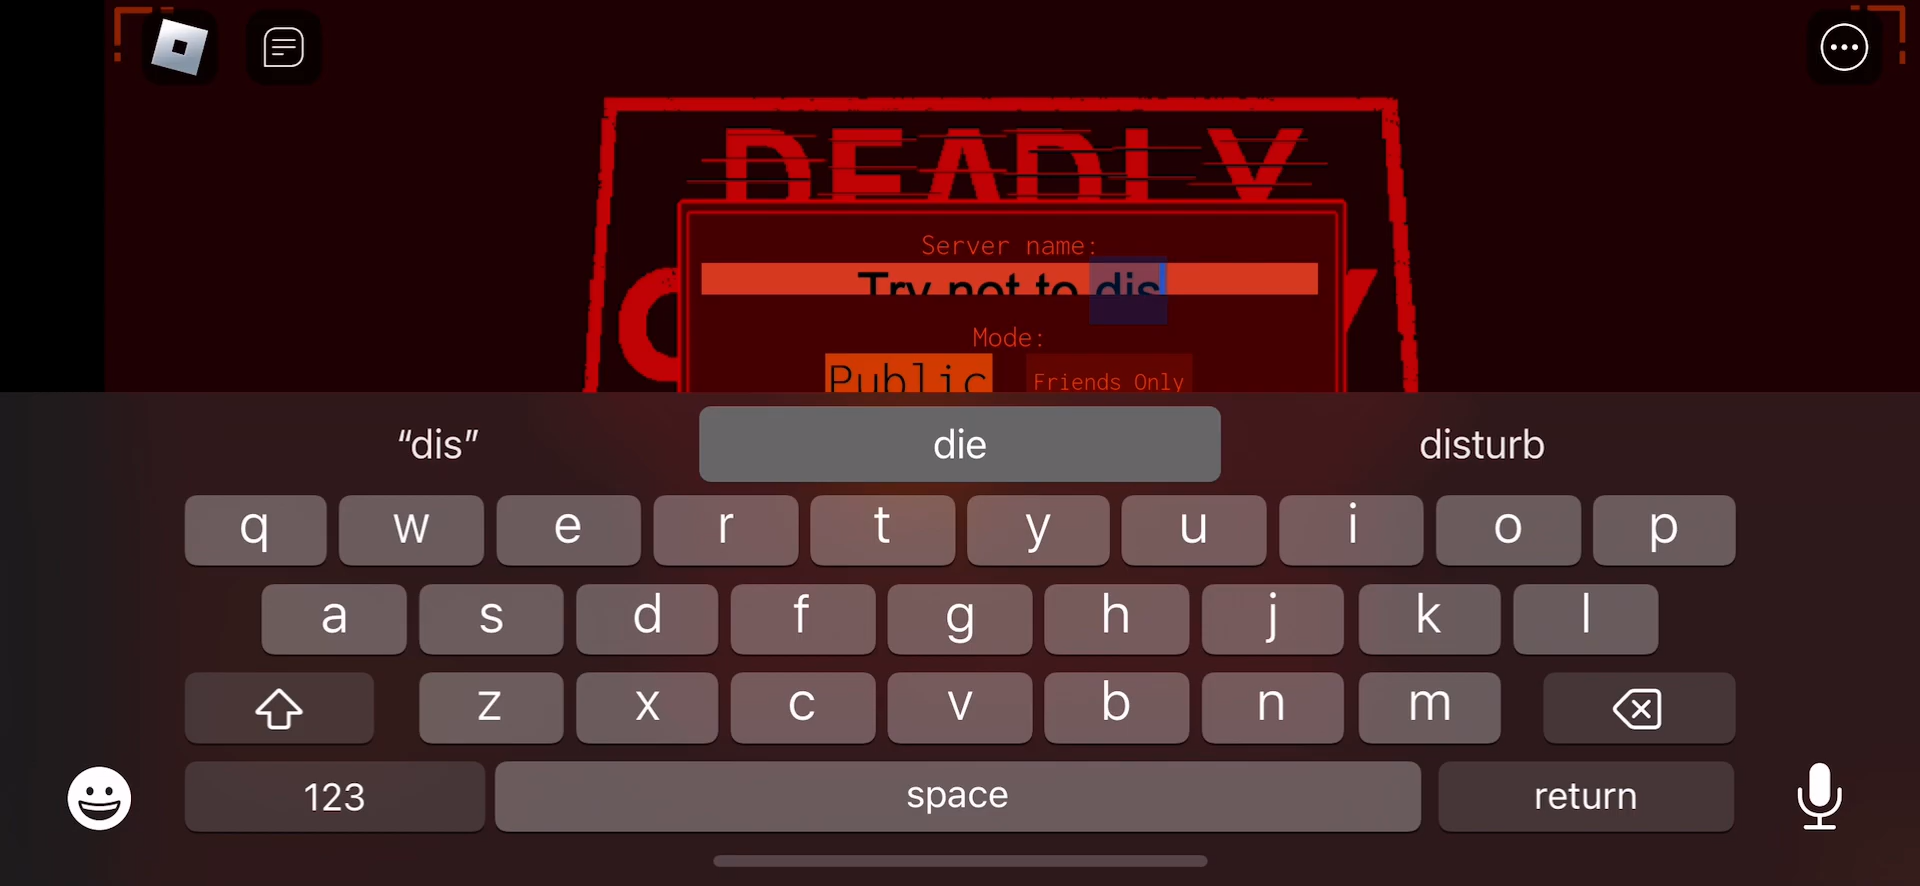 DEADLY
Server name:
Try not to dis
Mode:
Public Friends Only
“dis” die disturb
q w e r t y u i o p
a s d f g h j k l
z x c v b n m
123 space return